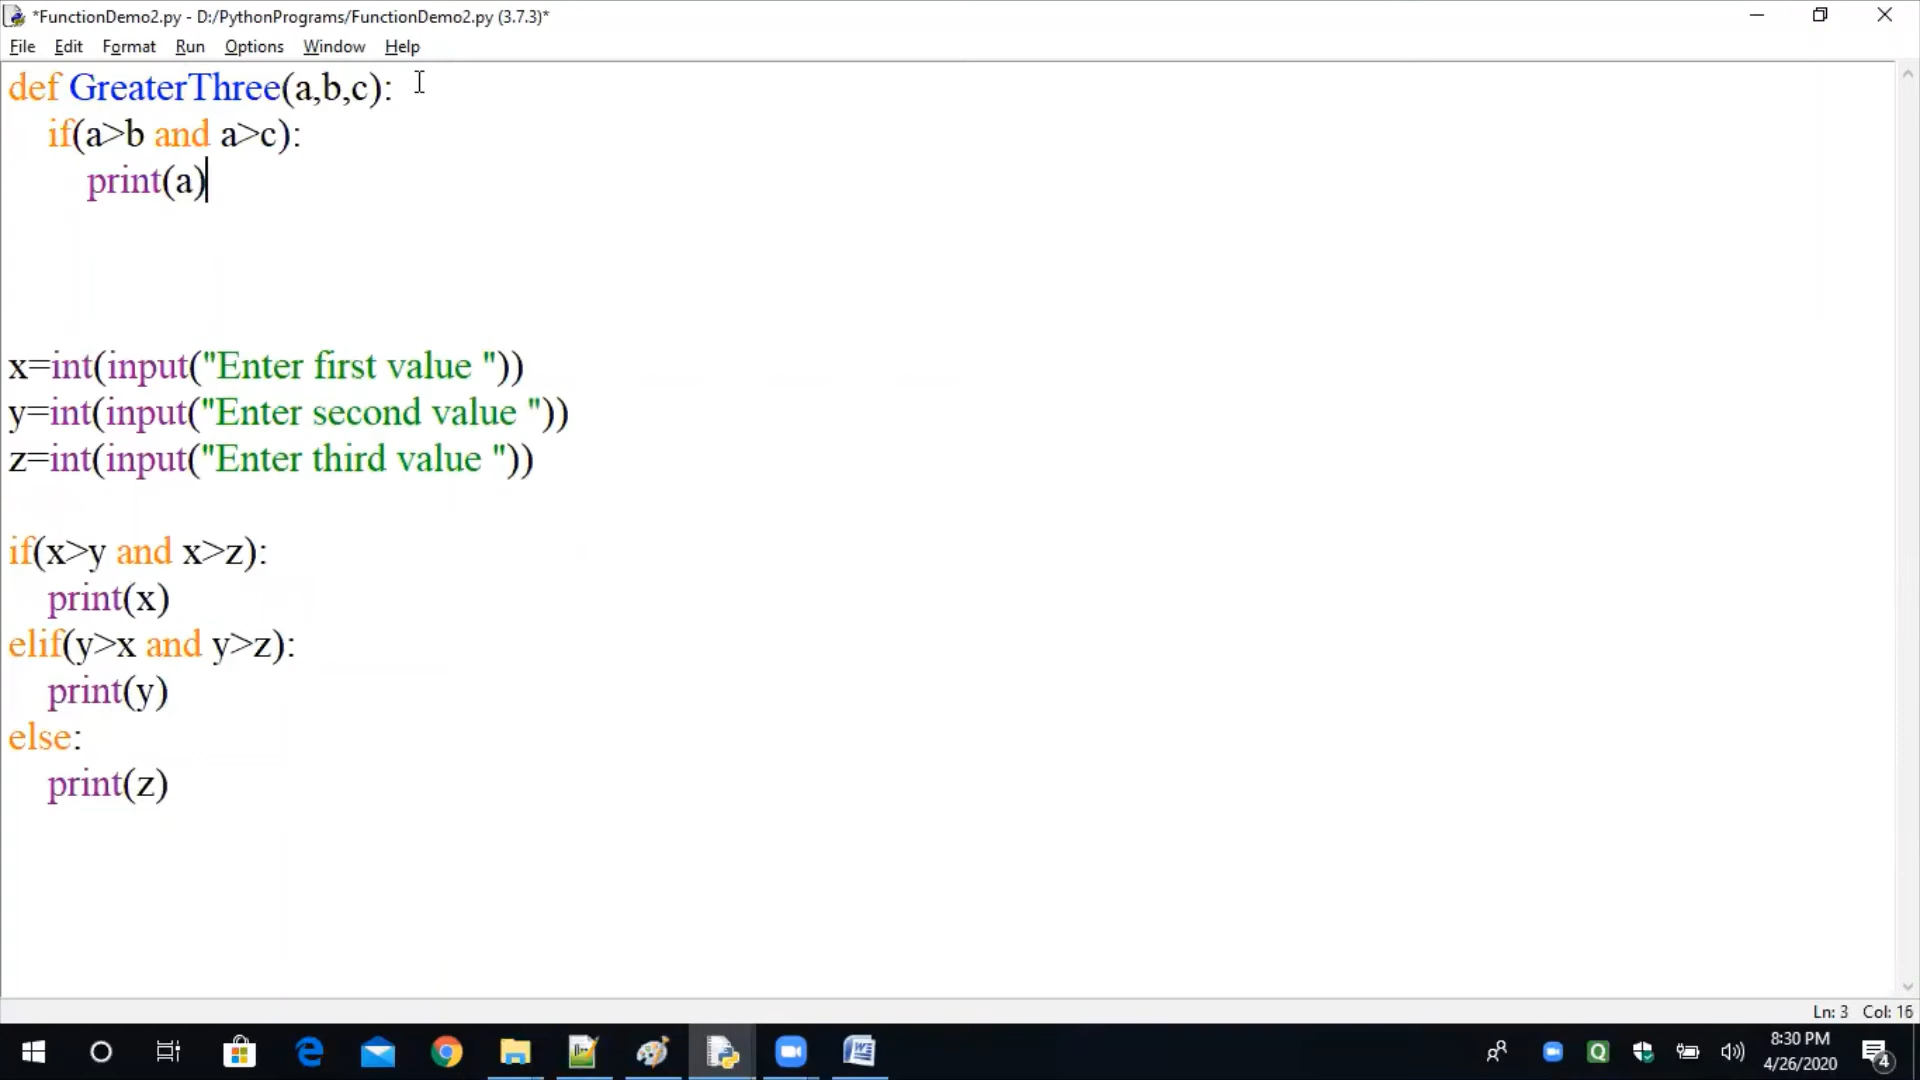 *FunctionDemo2.py - D:/PythonPrograms/FunctionDemo2.py (3.7.3)*
File Edit Format Run Options Window Help
def GreaterThree(a,b,c):
    if(a>b and a>c):
        print(a)
x=int(input("Enter first value "))
y=int(input("Enter second value "))
z=int(input("Enter third value "))
if(x>y and x>z):
    print(x)
elif(y>x and y>z):
    print(y)
else:
    print(z)
Ln: 3 Col: 16
8:30 PM
4/26/2020
4